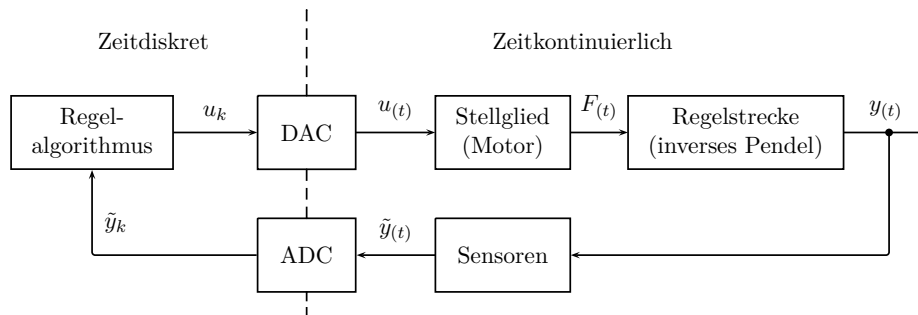 Zeitdiskret
Zeitkontinuierlich
Regel-
algorithmus
u_k
DAC
u_{(t)}
Stellglied
(Motor)
F_{(t)}
Regelstrecke
(inverses Pendel)
y_{(t)}
ỹ_k
ADC
ỹ_{(t)}
Sensoren